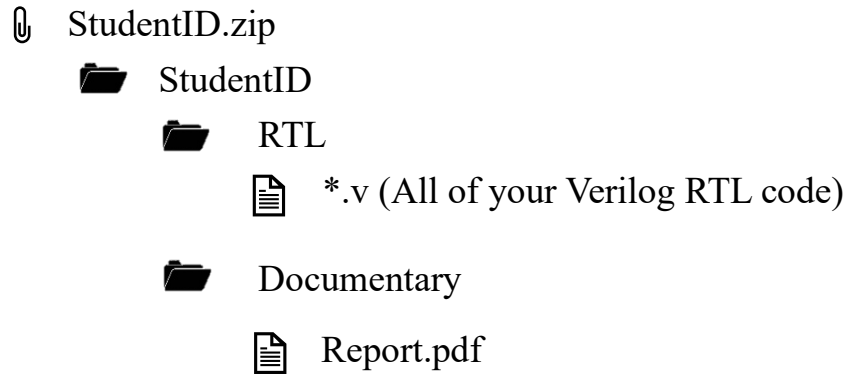 StudentID.zip
StudentID
RTL
*.v (All of your Verilog RTL code)
Documentary
Report.pdf